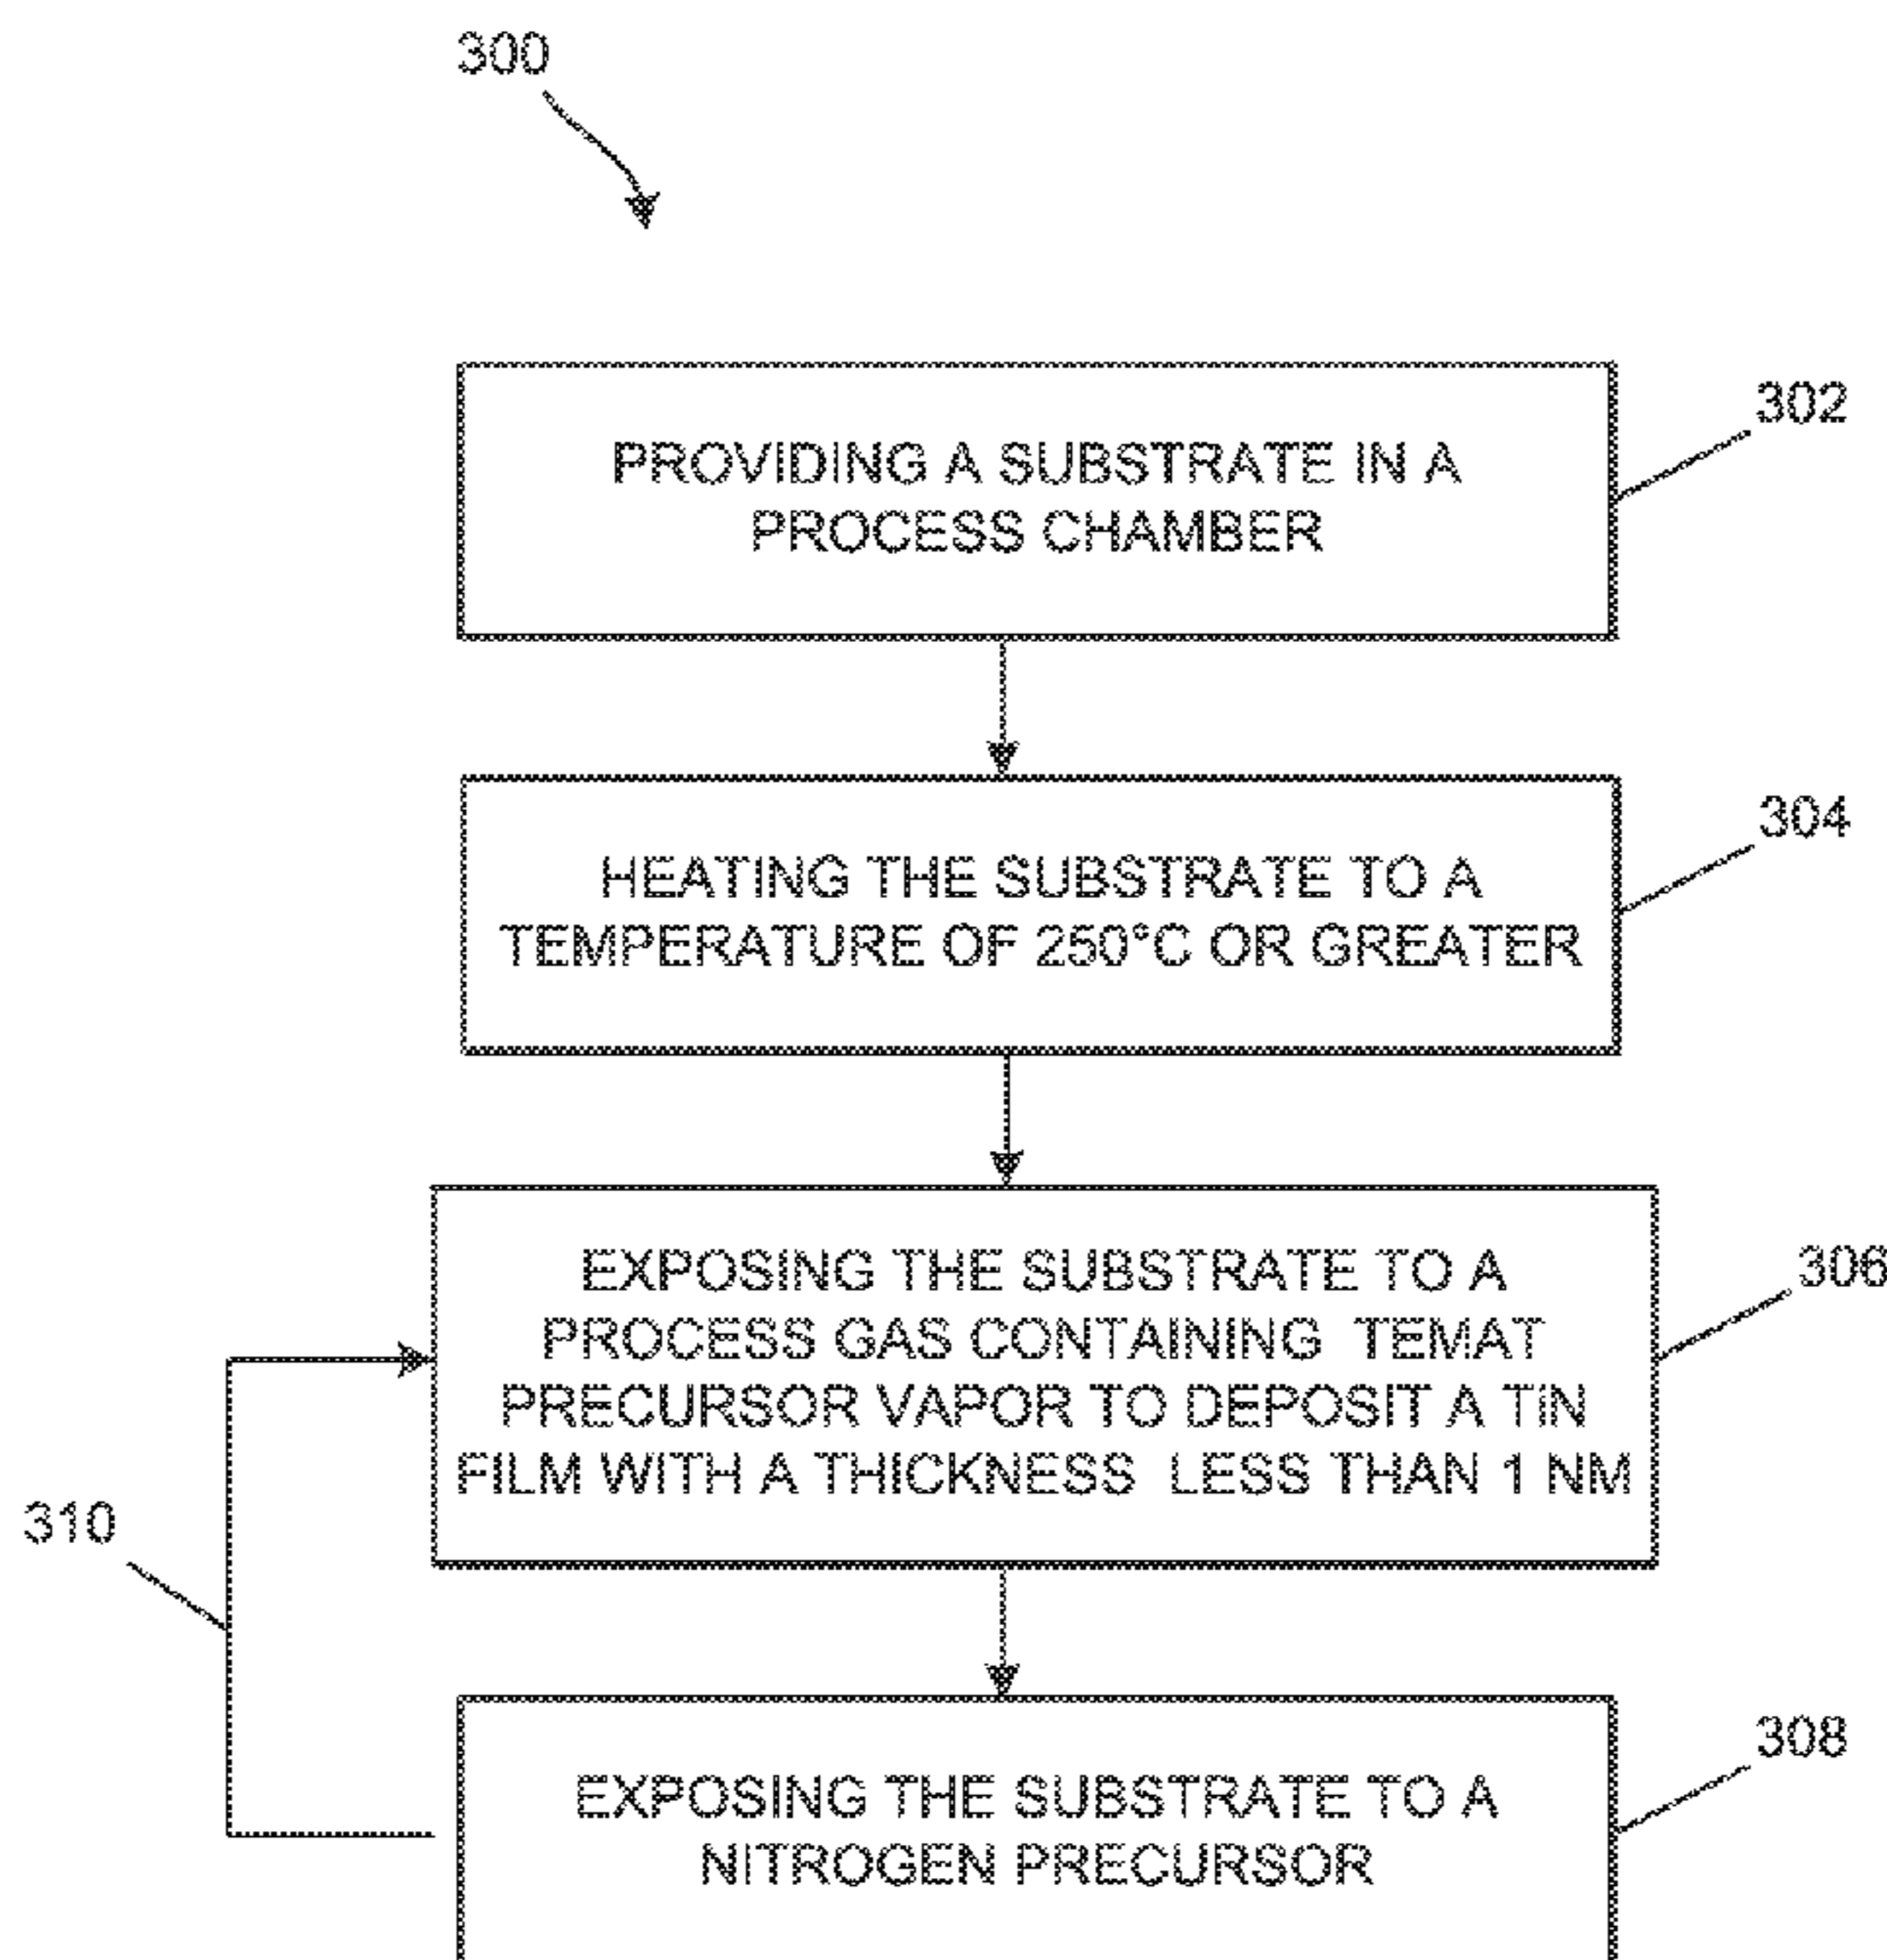 300
302
PROVIDING A SUBSTRATE IN A
PROCESS CHAMBER
304
HEATING THE SUBSTRATE TO A
TEMPERATURE OF 250°C OR GREATER
306
EXPOSING THE SUBSTRATE TO A
PROCESS GAS CONTAINING TEMAT
PRECURSOR VAPOR TO DEPOSIT A TiN
FILM WITH A THICKNESS LESS THAN 1 NM
310
308
EXPOSING THE SUBSTRATE TO A
NITROGEN PRECURSOR